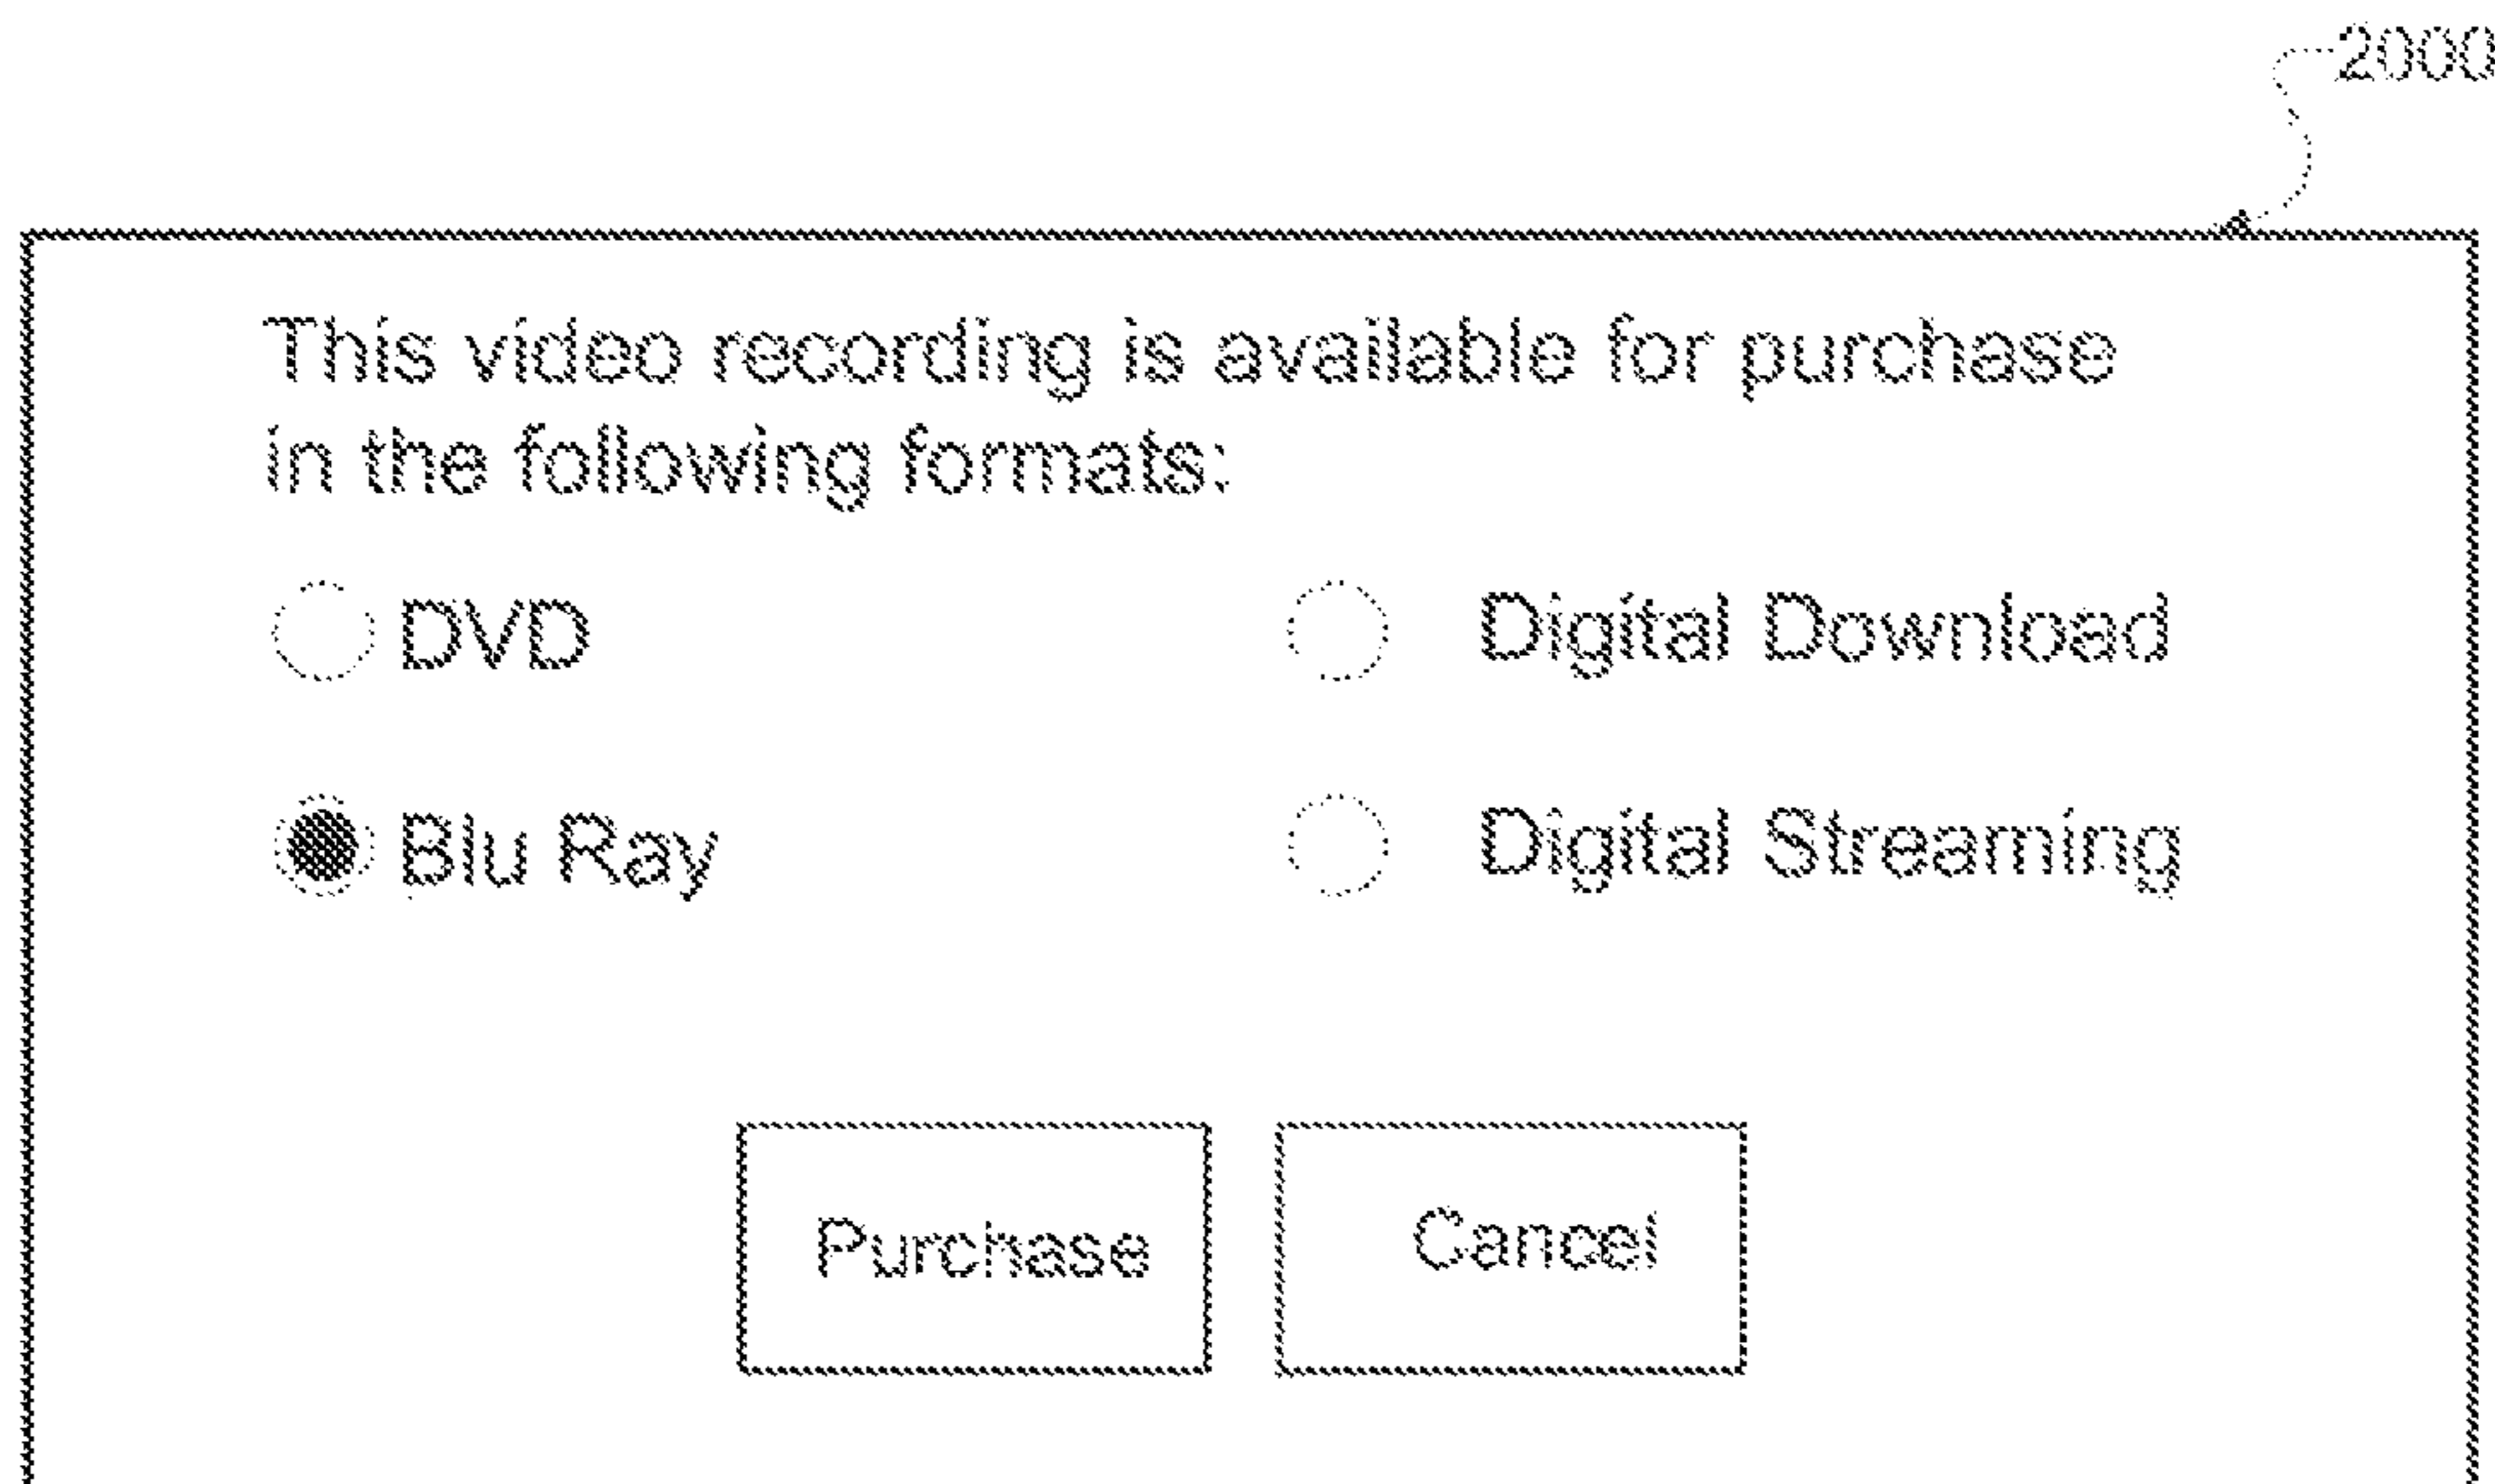 2000
This video recording is available for purchase
in the following formats:
DVD
Digital Download
Blu Ray
Digital Streaming
Purchase
Cancel